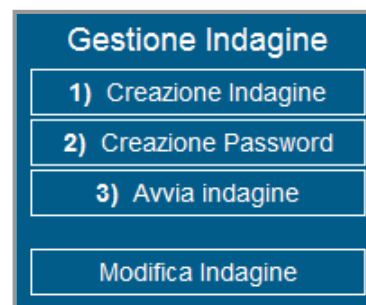 Gestione Indagine
1) Creazione Indagine
2) Creazione Password
3) Avvia indagine
Modifica Indagine